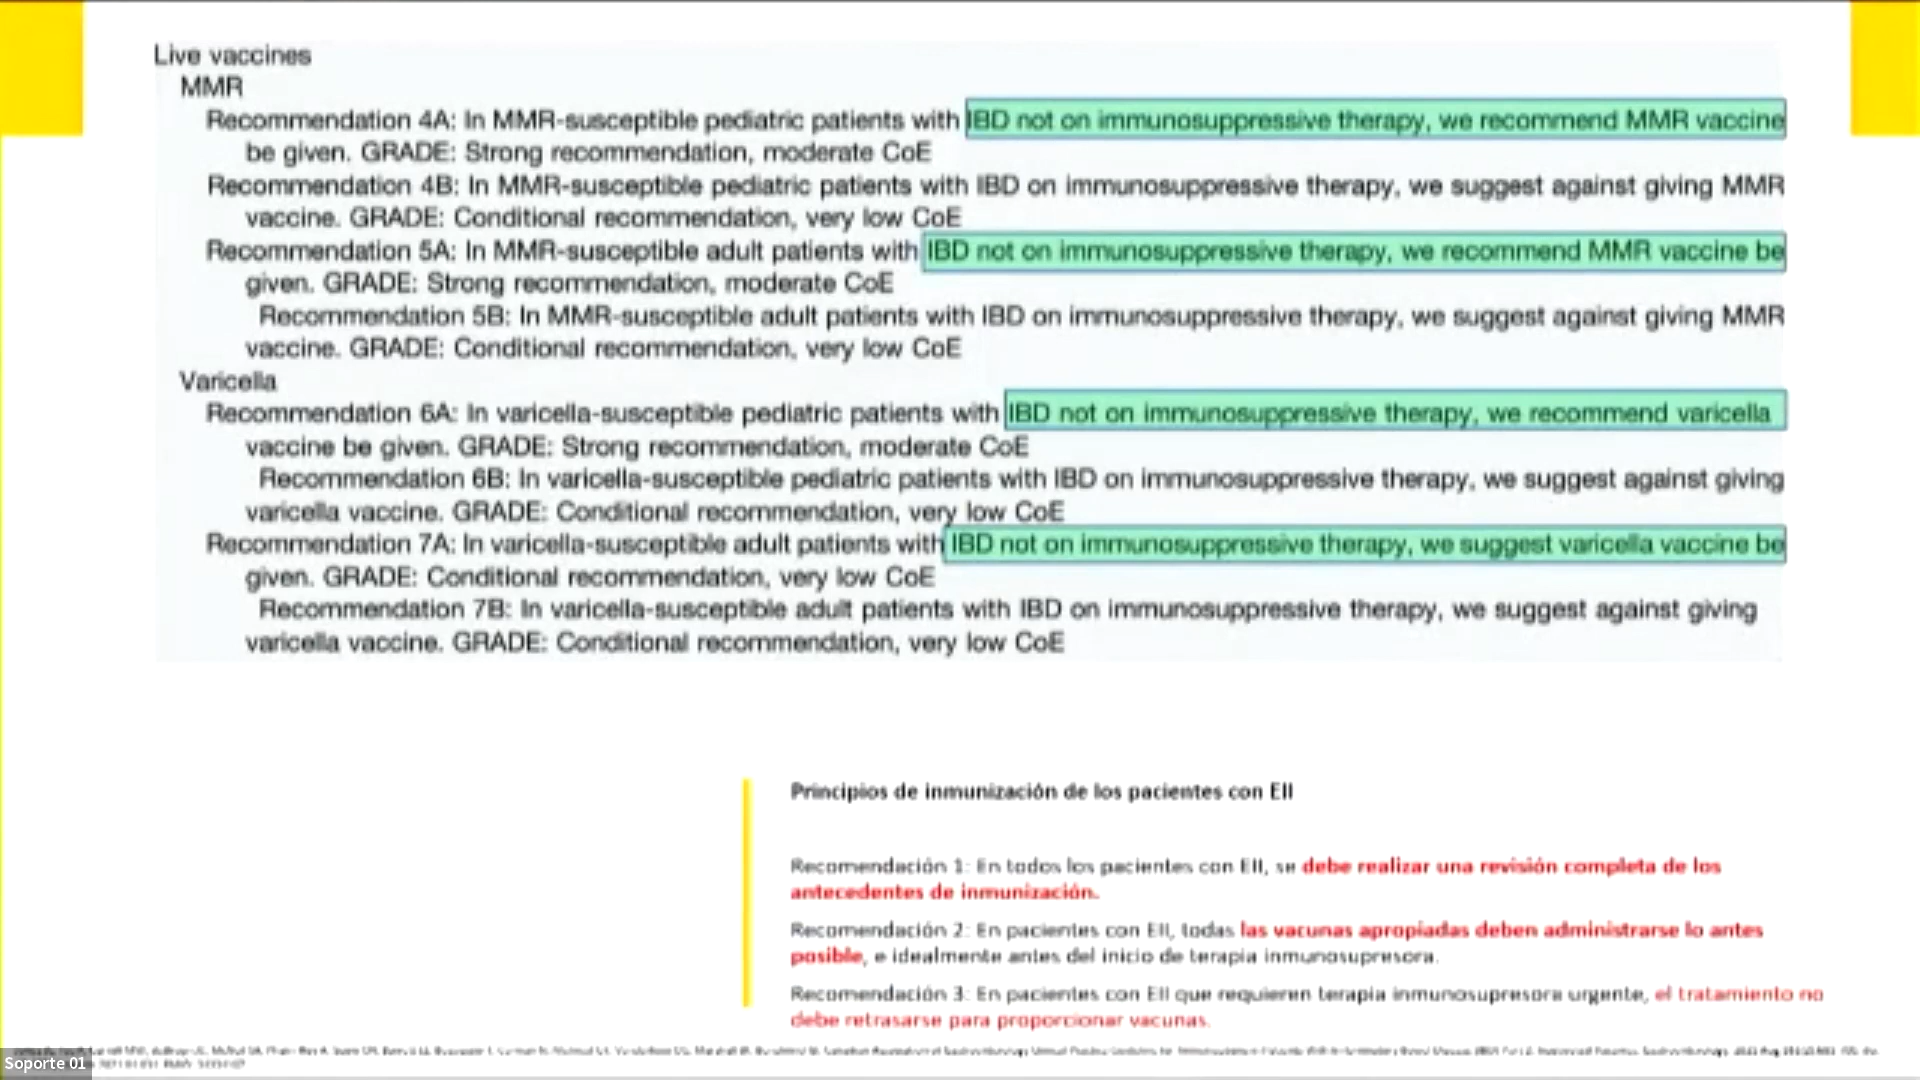 Live vaccines
MMR
Recommendation 4A: In MMR-susceptible pediatric patients with IBD not on immunosuppressive therapy, we recommend MMR vaccine
be given. GRADE: Strong recommendation, moderate CoE
Recommendation 4B: In MMR-susceptible pediatric patients with IBD on immunosuppressive therapy, we suggest against giving MMR
vaccine. GRADE: Conditional recommendation, very low CoE
Recommendation 5A: In MMR-susceptible adult patients with IBD not on immunosuppressive therapy, we recommend MMR vaccine be
given. GRADE: Strong recommendation, moderate CoE
Recommendation 5B: In MMR-susceptible adult patients with IBD on immunosuppressive therapy, we suggest against giving MMR
vaccine. GRADE: Conditional recommendation, very low CoE
Varicella
Recommendation 6A: In varicella-susceptible pediatric patients with IBD not on immunosuppressive therapy, we recommend varicella
vaccine be given. GRADE: Strong recommendation, moderate CoE
Recommendation 6B: In varicella-susceptible pediatric patients with IBD on immunosuppressive therapy, we suggest against giving
varicella vaccine. GRADE: Conditional recommendation, very low CoE
Recommendation 7A: In varicella-susceptible adult patients with IBD not on immunosuppressive therapy, we suggest varicella vaccine be
given. GRADE: Conditional recommendation, very low CoE
Recommendation 7B: In varicella-susceptible adult patients with IBD on immunosuppressive therapy, we suggest against giving
varicella vaccine. GRADE: Conditional recommendation, very low CoE
Principios de inmunización de los pacientes con EII
Recomendación 1: En todos los pacientes con EII, se debe realizar una revisión completa de los
antecedentes de inmunización.
Recomendación 2: En pacientes con EII, todas las vacunas apropiadas deben administrarse lo antes
posible, e idealmente antes del inicio de terapia inmunosupresora.
Recomendación 3: En pacientes con EII que requieren terapia inmunosupresora urgente, el tratamiento no
debe retrasarse para proporcionar vacunas.
Soporte 01